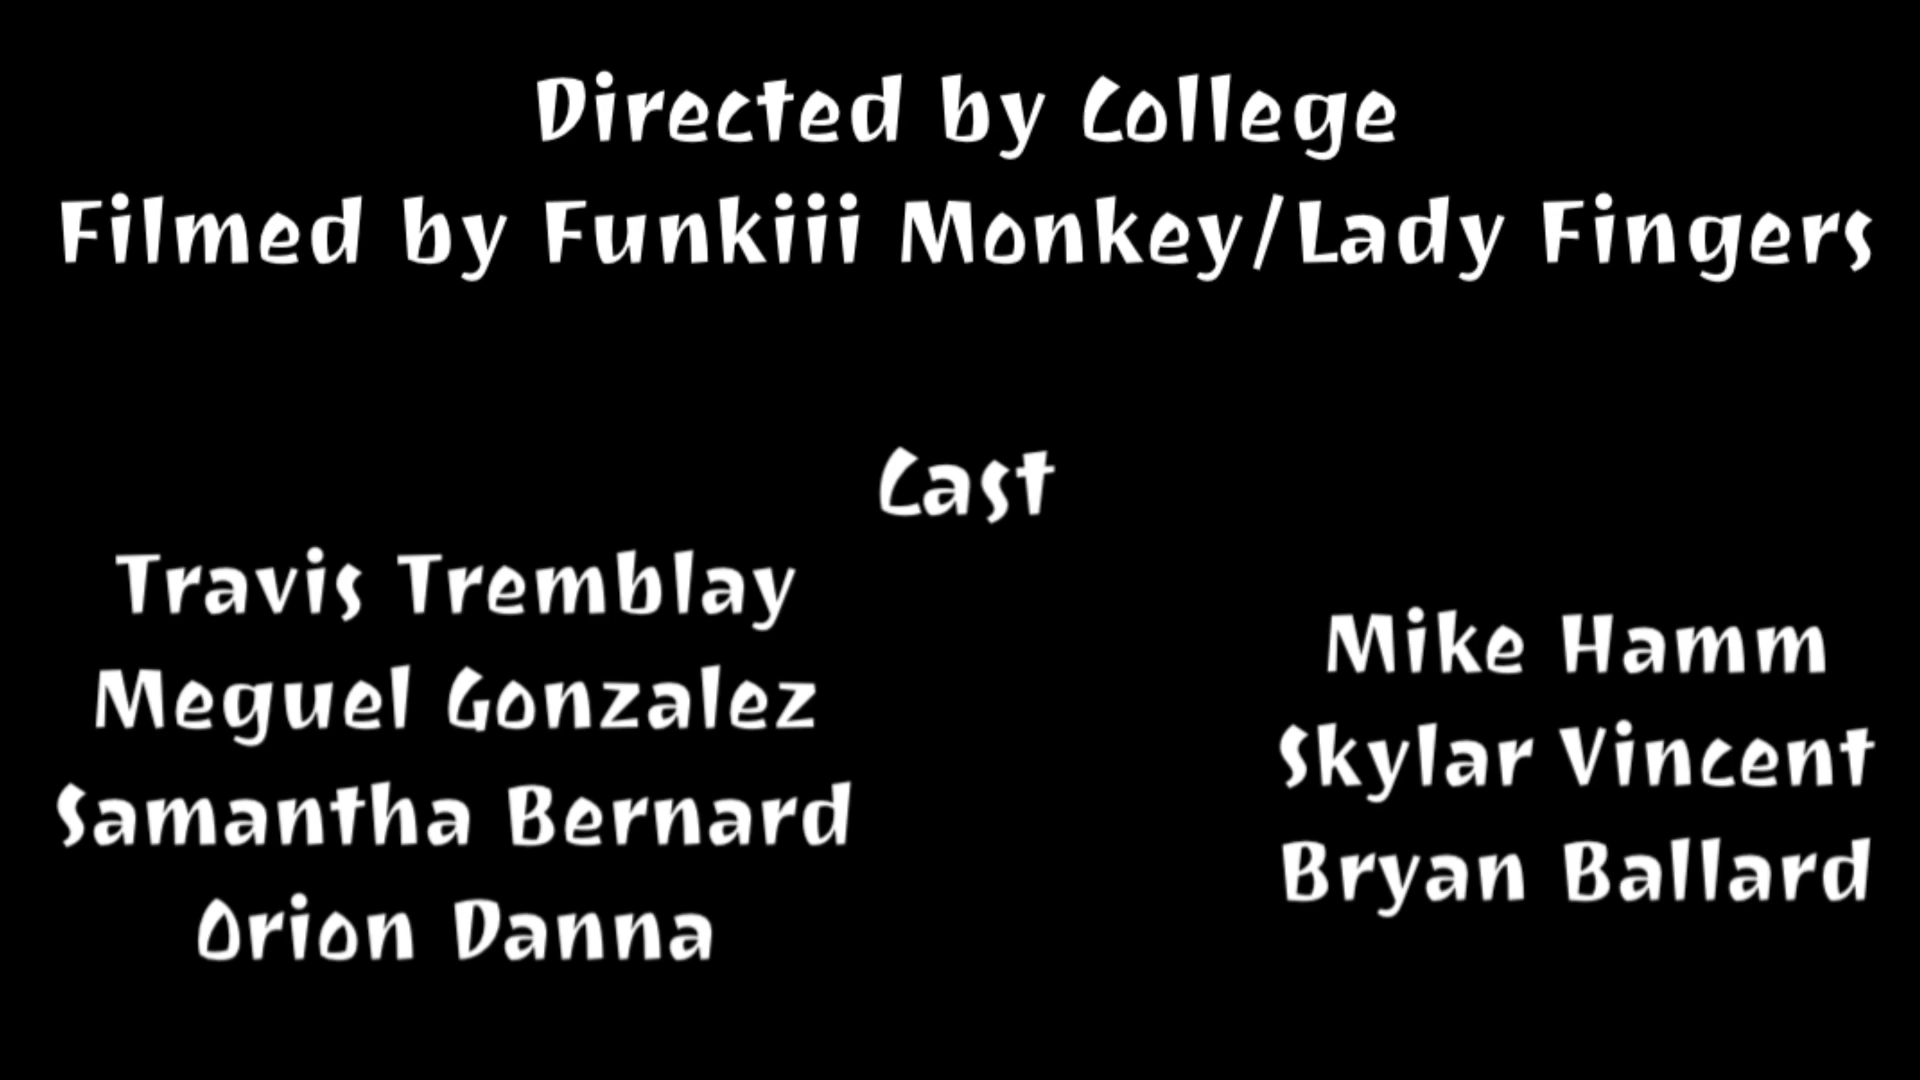 Directed by College
Filmed by Funkiii Monkey/Lady Fingers
Cast
Travis Tremblay
Meguel Gonzalez
Samantha Bernard
Orion Danna
Mike Hamm
Skylar Vincent
Bryan Ballard